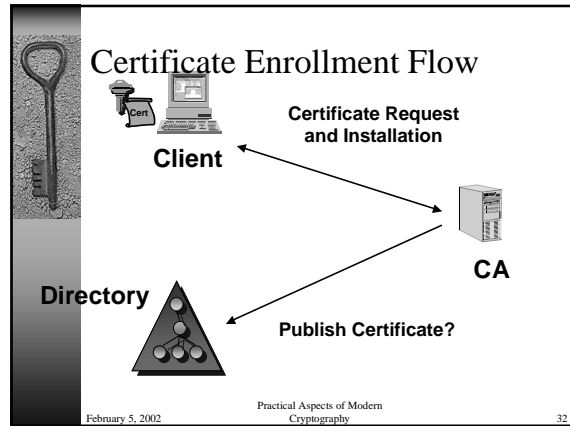 Certificate Enrollment Flow
Cert
Certificate Request
and Installation
Client
CA
Directory
Publish Certificate?
February 5, 2002
Practical Aspects of Modern
Cryptography
32